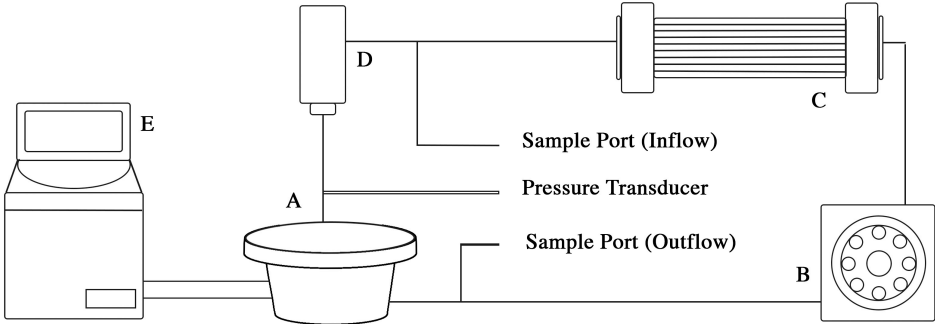 D
E
C
Sample Port (Inflow)
Pressure Transducer
A
Sample Port (Outflow)
B